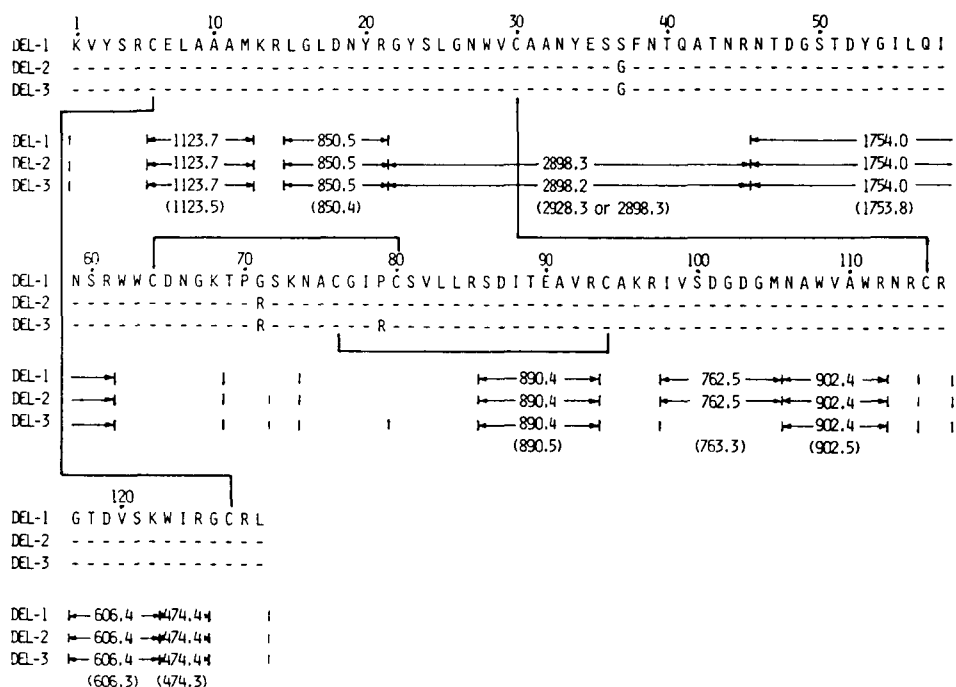 1 10 20 30 40 50
DEL-1 K V Y S R C E L A A A M K R L G L D N Y R G Y S L G N W V C A A N Y E S S F N T Q A T N R N T D G S T D Y G I L Q I
DEL-2 - - - - - - - - - - - - - - - - - - - - - - - - - - - - - - - - - - - - G - - - - - - - - - - - - - - - - - - - - -
DEL-3 - - - - - - - - - - - - - - - - - - - - - - - - - - - - - - - - - - - - G - - - - - - - - - - - - - - - - - - - - -
DEL-1 1123.7 850.5 1754.0
DEL-2 1123.7 850.5 2898.3 1754.0
DEL-3 1123.7 850.5 2898.2 1754.0
(1123.5) (850.4) (2928.3 or 2898.3) (1753.8)
60 70 80 90 100 110
DEL-1 N S R W W C D N G K T P G S K N A C G I P C S V L L R S D I T E A V R C A K R I V S D G D G M N A W V A W R N R C R
DEL-2 - - - - - - - - - - - - R - - - - - - - - - - - - - - - - - - - - - - - - - - - - - - - - - - - - - - - - - - - - -
DEL-3 - - - - - - - - - - - - R - - - - - - - R - - - - - - - - - - - - - - - - - - - - - - - - - - - - - - - - - - - - -
DEL-1 890.4 762.5 902.4
DEL-2 890.4 762.5 902.4
DEL-3 890.4 902.4
(890.5) (763.3) (902.5)
120
DEL-1 G T D V S K W I R G C R L
DEL-2 - - - - - - - - - - - - -
DEL-3 - - - - - - - - - - - - -
DEL-1 606.4 474.4
DEL-2 606.4 474.4
DEL-3 606.4 474.4
(606.3) (474.3)